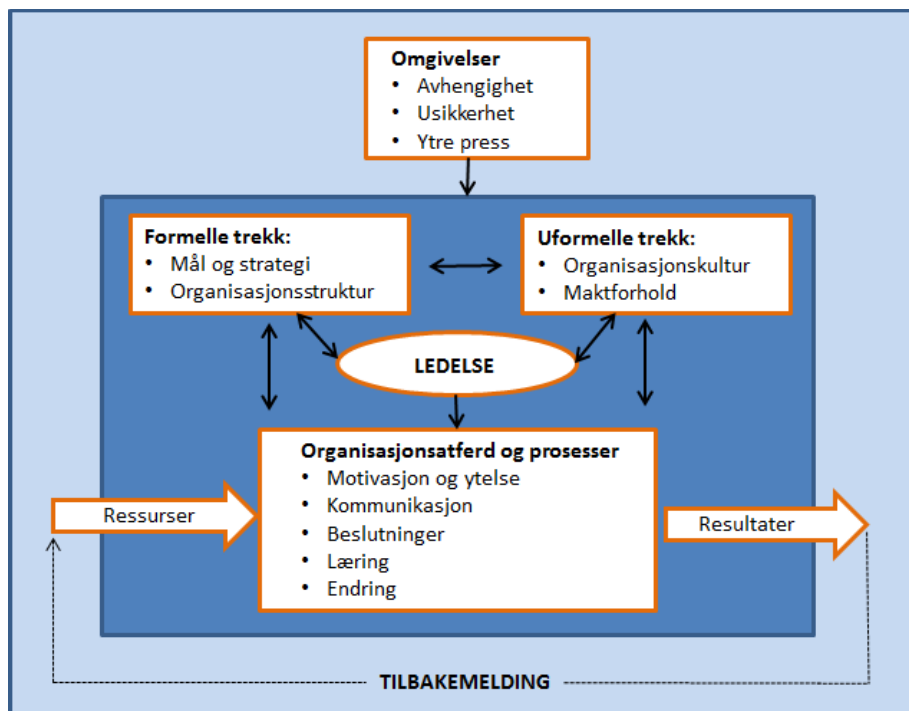 Omgivelser
• Avhengighet
• Usikkerhet
• Ytre press
Formelle trekk:
• Mål og strategi
• Organisasjonsstruktur
Uformelle trekk:
• Organisasjonskultur
• Maktforhold
LEDELSE
Organisasjonsatferd og prosesser
• Motivasjon og ytelse
• Kommunikasjon
• Beslutninger
• Læring
• Endring
Ressurser
Resultater
TILBAKEMELDING